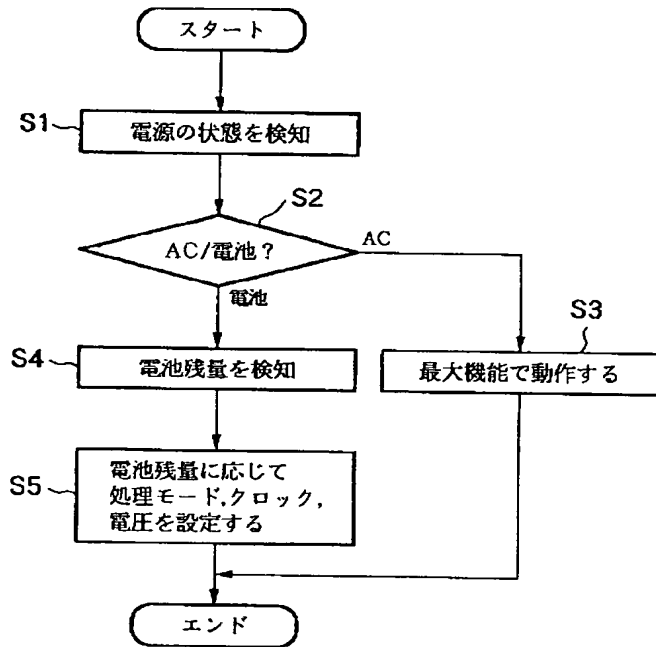 スタート
S1
電源の状態を検知
S2
AC/電池?
AC
電池
S3
最大機能で動作する
S4
電池残量を検知
S5
電池残量に応じて
処理モード,クロック,
電圧を設定する
エンド